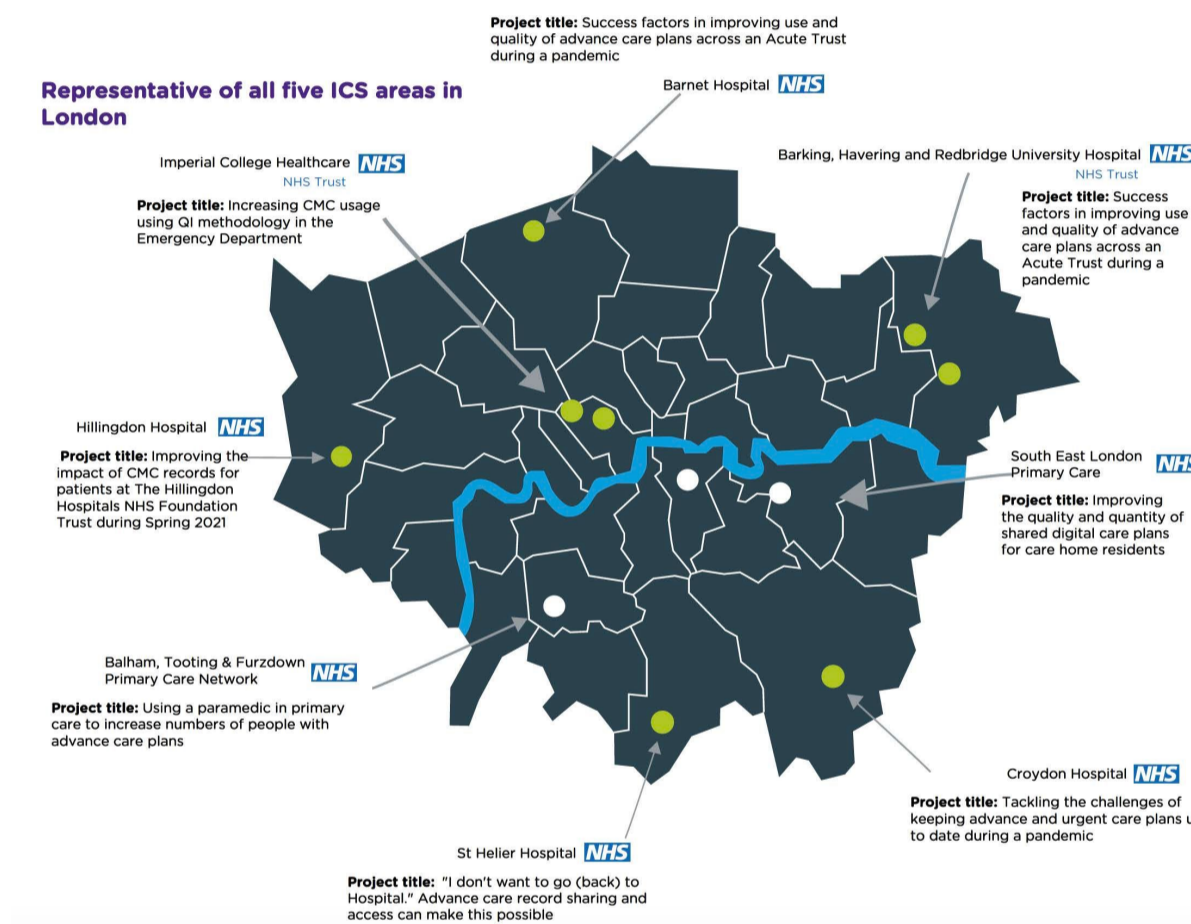 Project title: Success factors in improving use and
quality of advance care plans across an Acute Trust
during a pandemic
Barnet Hospital NHS
Representative of all five ICS areas in
London
Imperial College Healthcare NHS
NHS Trust
Project title: Increasing CMC usage
using QI methodology in the
Emergency Department
Barking, Havering and Redbridge University Hospital NHS
NHS Trust
Project title: Success
factors in improving use
and quality of advance
care plans across an
Acute Trust during a
pandemic
Hillingdon Hospital NHS
Project title: Improving the
impact of CMC records for
patients at The Hillingdon
Hospitals NHS Foundation
Trust during Spring 2021
South East London
Primary Care NHS
Project title: Improving
the quality and quantity of
shared digital care plans
for care home residents
Balham, Tooting & Furzdown
Primary Care Network NHS
Project title: Using a paramedic in primary
care to increase numbers of people with
advance care plans
Croydon Hospital NHS
Project title: Tackling the challenges of
keeping advance and urgent care plans u
to date during a pandemic
St Helier Hospital NHS
Project title: "I don't want to go (back) to
Hospital." Advance care record sharing and
access can make this possible